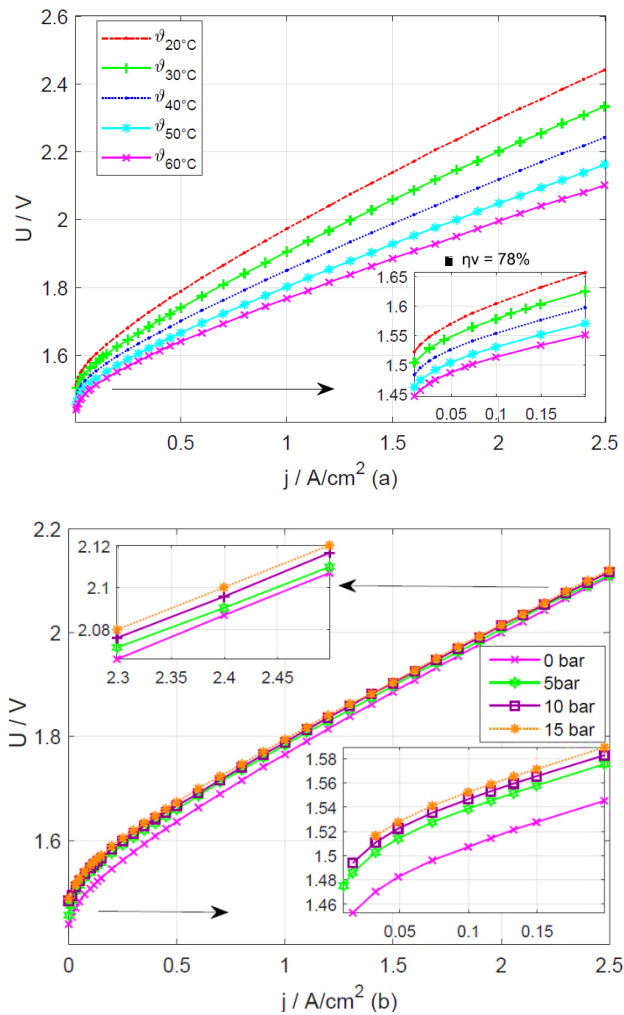 2.6
2.4
2.2
2
1.8
1.6
U / V
ϑ20°C
ϑ30°C
ϑ40°C
ϑ50°C
ϑ60°C
■ ηv = 78%
1.65
1.6
1.55
1.5
1.45
0.05 0.1 0.15
0.5 1 1.5 2 2.5
j / A/cm² (a)
2.2
2
1.8
1.6
U / V
2.12
2.1
2.08
2.3 2.35 2.4 2.45
0 bar
5bar
10 bar
15 bar
1.58
1.56
1.54
1.52
1.5
1.48
1.46
0.05 0.1 0.15
0 0.5 1 1.5 2 2.5
j / A/cm² (b)